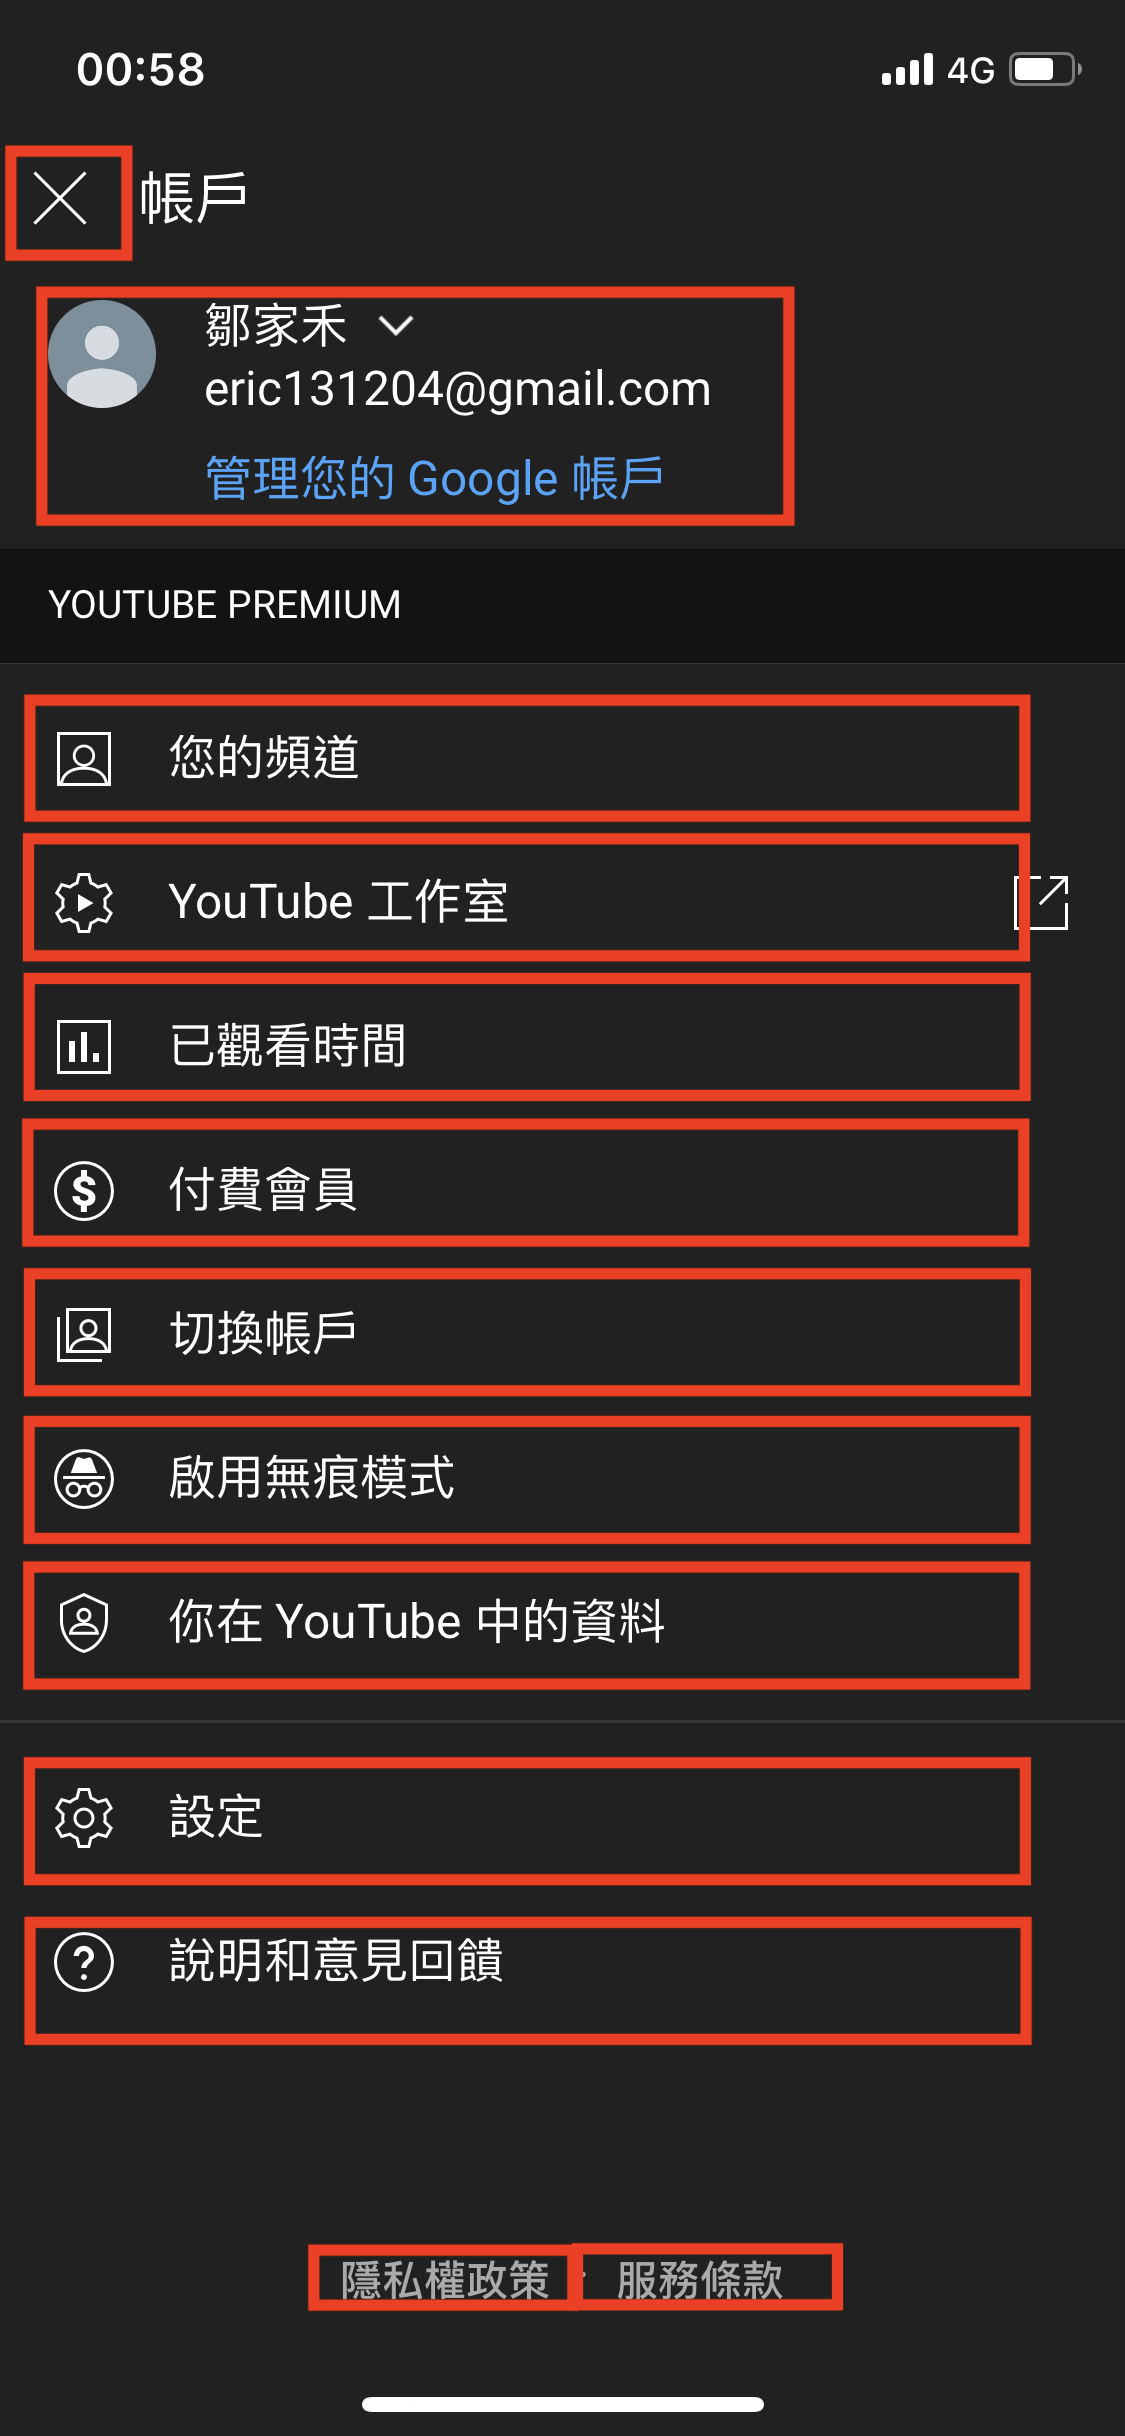 00:58
4G
帳戶
鄒家禾
eric131204@gmail.com
管理您的 Google 帳戶
YOUTUBE PREMIUM
您的頻道
YouTube 工作室
已觀看時間
付費會員
切換帳戶
啟用無痕模式
你在 YouTube 中的資料
設定
說明和意見回饋
隱私權政策 · 服務條款